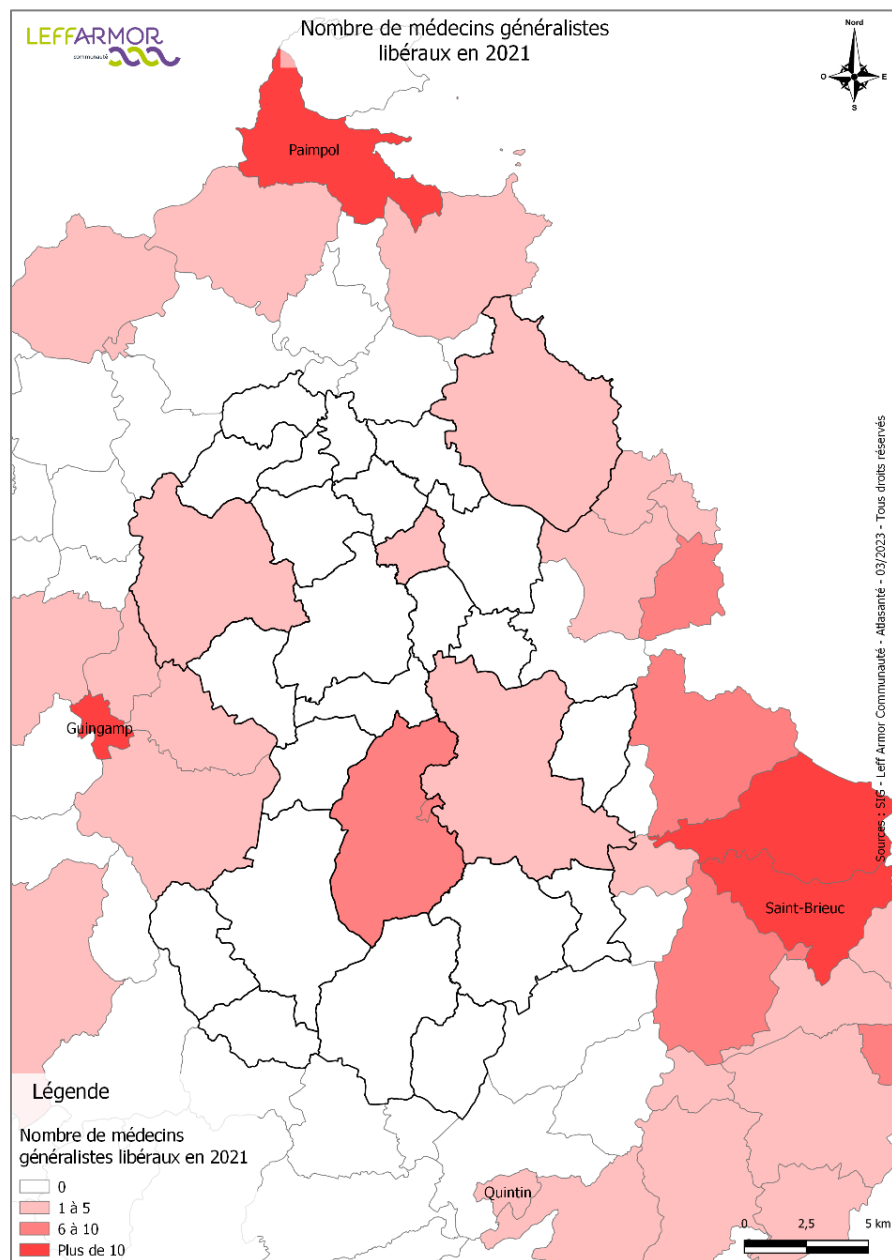 LEFFARMOR
communauté
Nombre de médecins généralistes
libéraux en 2021
Nord
O
E
S
Paimpol
Guingamp
Saint-Brieuc
Quintin
Sources : SIG - Leff Armor Communauté - Atlasanté - 03/2023 - Tous droits réservés
Légende
Nombre de médecins
généralistes libéraux en 2021
0
1 à 5
6 à 10
Plus de 10
0 2,5 5 km